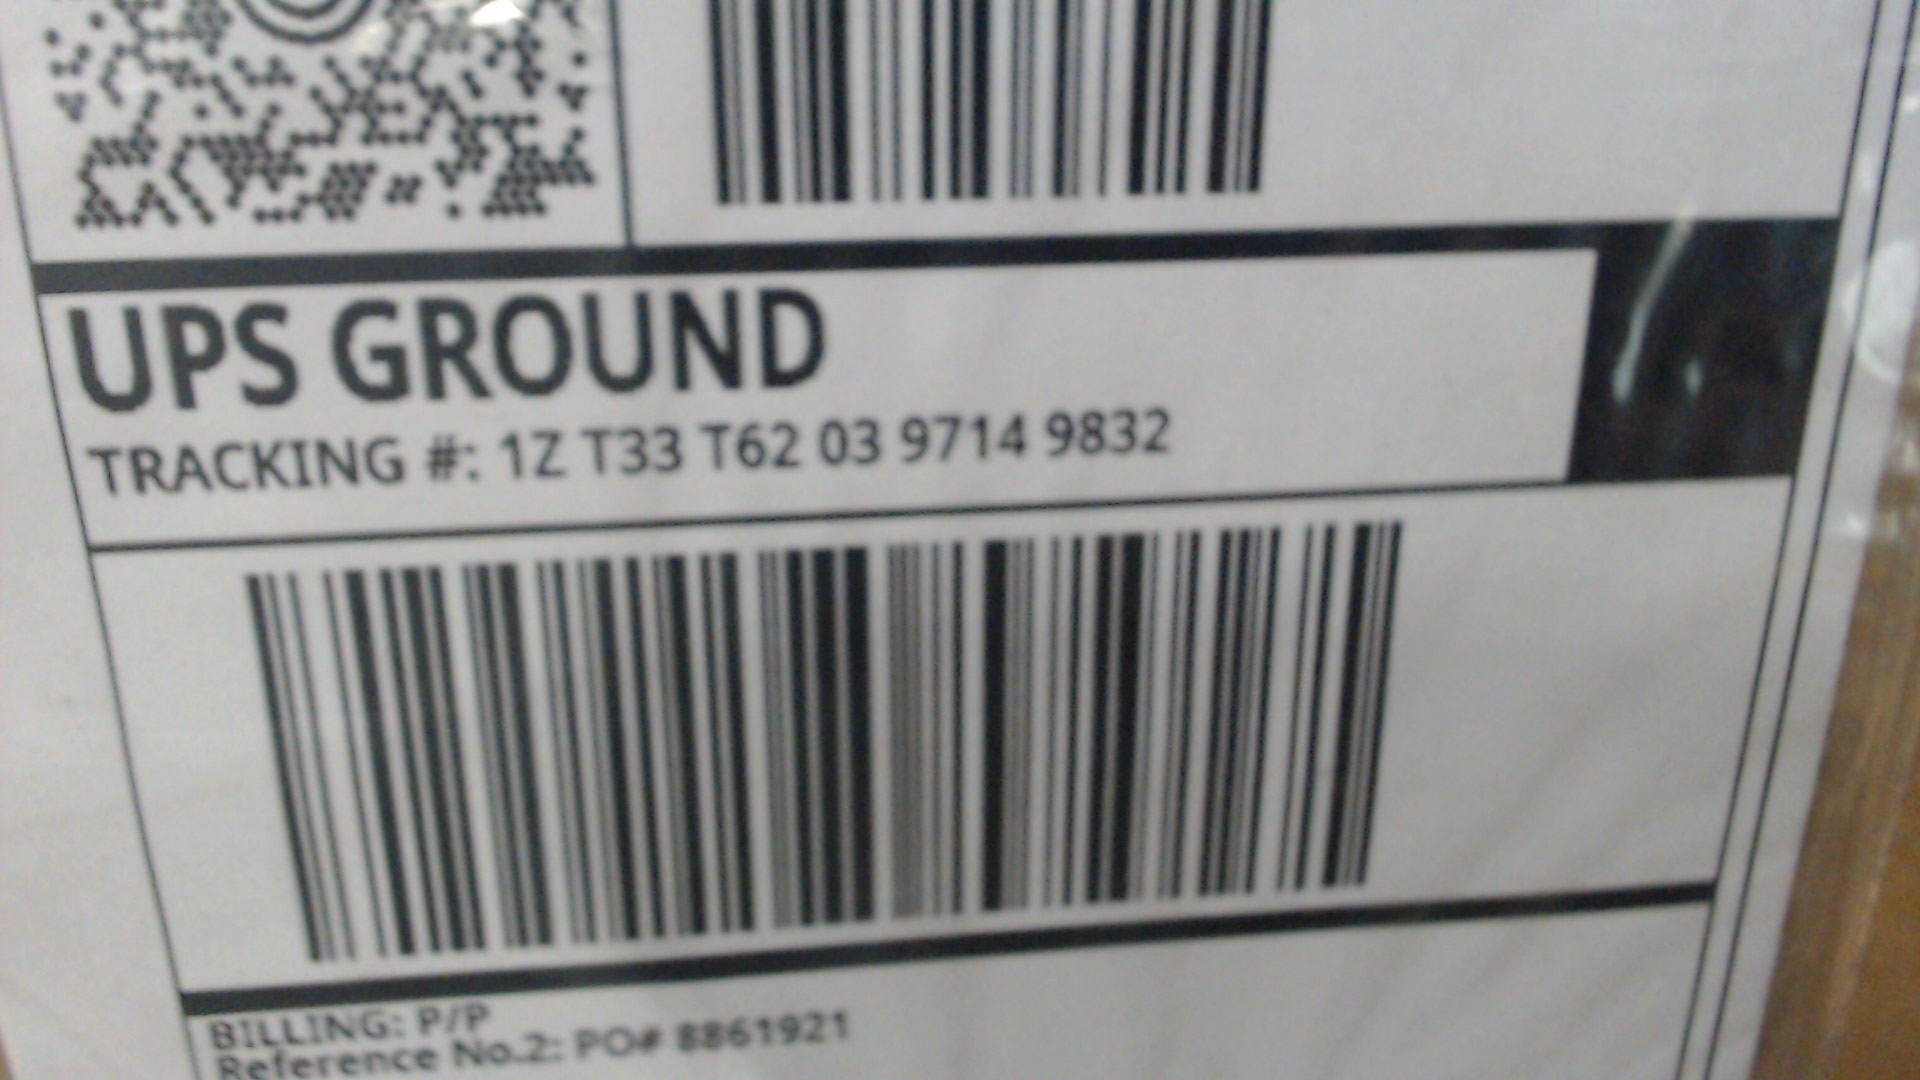 UPS GROUND
TRACKING #: 1Z T33 T62 03 9714 9832
BILLING: P/P
Reference No.2: PO# 8861921